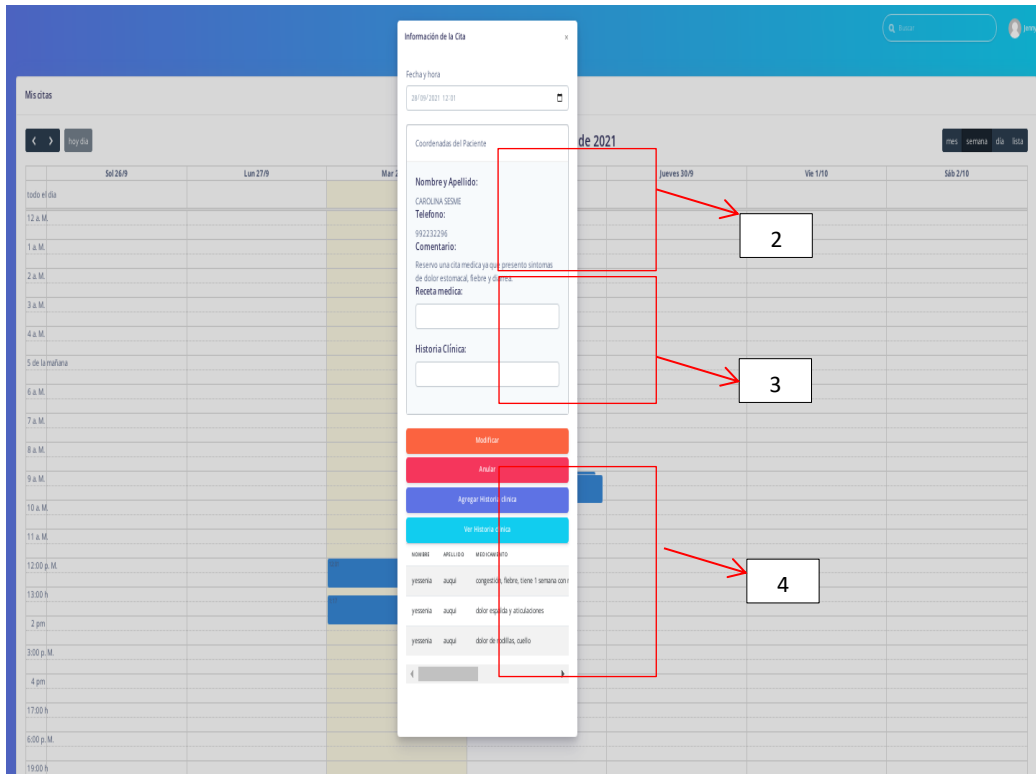 Información de la Cita
×
Buscar
Jenny
Fecha y hora
28/09/2021 12:01
Mis citas
Coordenadas del Paciente
hoy día
de 2021
mes semana día lista
Sol 26/9
Lun 27/9
Mar 2
Jueves 30/9
Vie 1/10
Sáb 2/10
Nombre y Apellido:
CAROLINA SESME
Telefono:
992232296
Comentario:
Reservo una cita medica ya que presento sintomas
de dolor estomacal, fiebre y diarrea.
Receta medica:
Historia Clínica:
Modificar
Anular
Agregar Historia clinica
Ver Historia clinica
NOMBRE APELLIDO MEDICAMENTO
yessenia auqui congestión, fiebre, tiene 1 semana con
yessenia auqui dolor espalda y aticulaciones
yessenia auqui dolor de rodillas, cuello
todo el dia
12 a. M.
1 a. M.
2 a. M.
3 a. M.
4 a. M.
5 de la mañana
6 a. M.
7 a. M.
8 a. M.
9 a. M.
10 a. M.
11 a. M.
12:00 p. M.
13:00 h
2 pm
3:00 p. M.
4 pm
17:00 h
6:00 p. M.
19:00 h
2
3
4